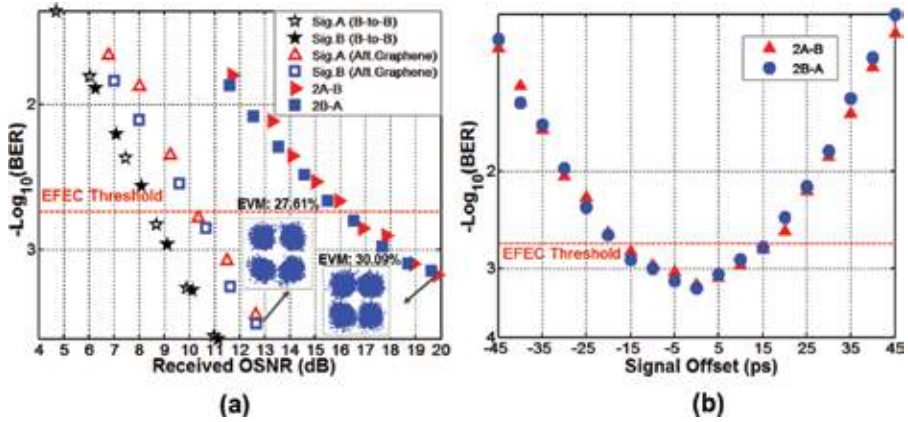 Sig.A (B-to-B)
Sig.B (B-to-B)
Sig.A (Aft.Graphene)
Sig.B (Aft.Graphene)
2A-B
2B-A
-Log10(BER)
2
3
EFEC Threshold
EVM: 27.61%
EVM: 30.09%
4 5 6 7 8 9 10 11 12 13 14 15 16 17 18 19 20
Received OSNR (dB)
(a)
2A-B
2B-A
-Log10(BER)
2
3
4
EFEC Threshold
-45 -35 -25 -15 -5 5 15 25 35 45
Signal Offset (ps)
(b)